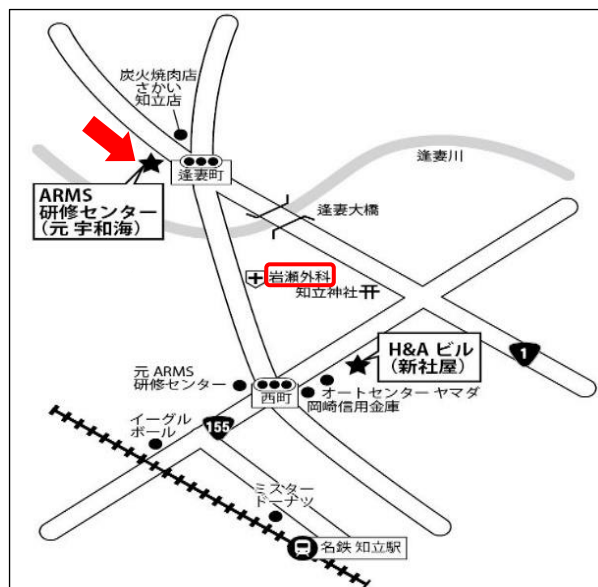 炭火焼肉店
さかい
知立店
逢妻町
逢妻川
ARMS
研修センター
(元 宇和海)
逢妻大橋
岩瀬外科
知立神社
H&A ビル
(新社屋)
1
元 ARMS
研修センター
西町
オートセンター ヤマダ
岡崎信用金庫
155
イーグル
ボール
ミスター
ドーナツ
名鉄 知立駅